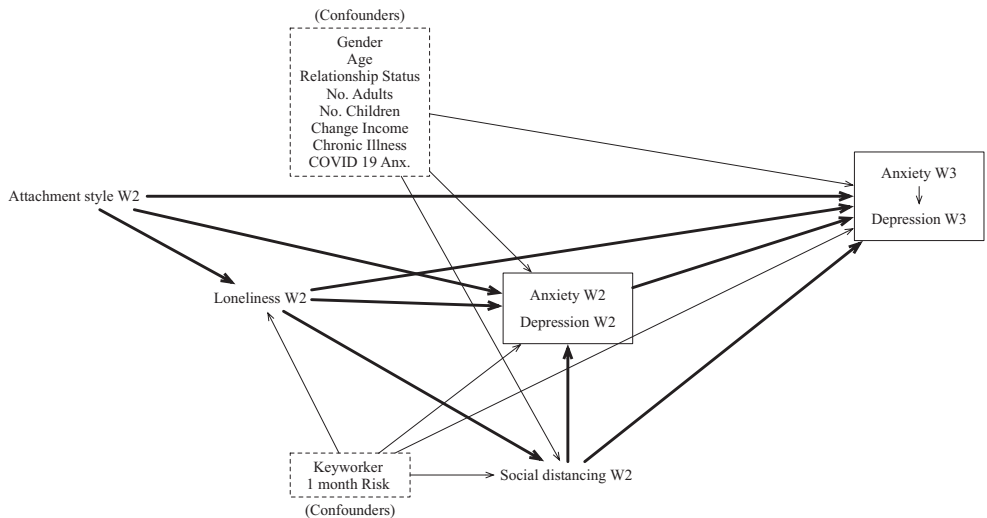 (Confounders)
Gender
Age
Relationship Status
No. Adults
No. Children
Change Income
Chronic Illness
COVID 19 Anx.
Anxiety W3
Depression W3
Attachment style W2
Loneliness W2
Anxiety W2
Depression W2
Keyworker
1 month Risk
(Confounders)
Social distancing W2